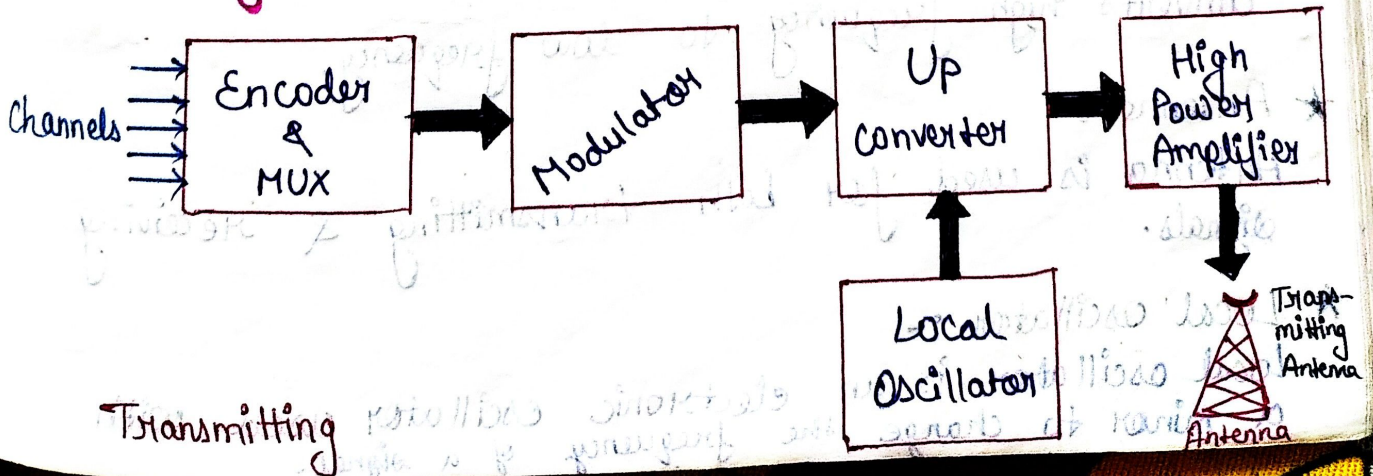 Channels
Encoder
&
MUX
Modulator
Up
Converter
High
Power
Amplifier
Local
Oscillator
Trans-
mitting
Antenna
Antenna
Transmitting